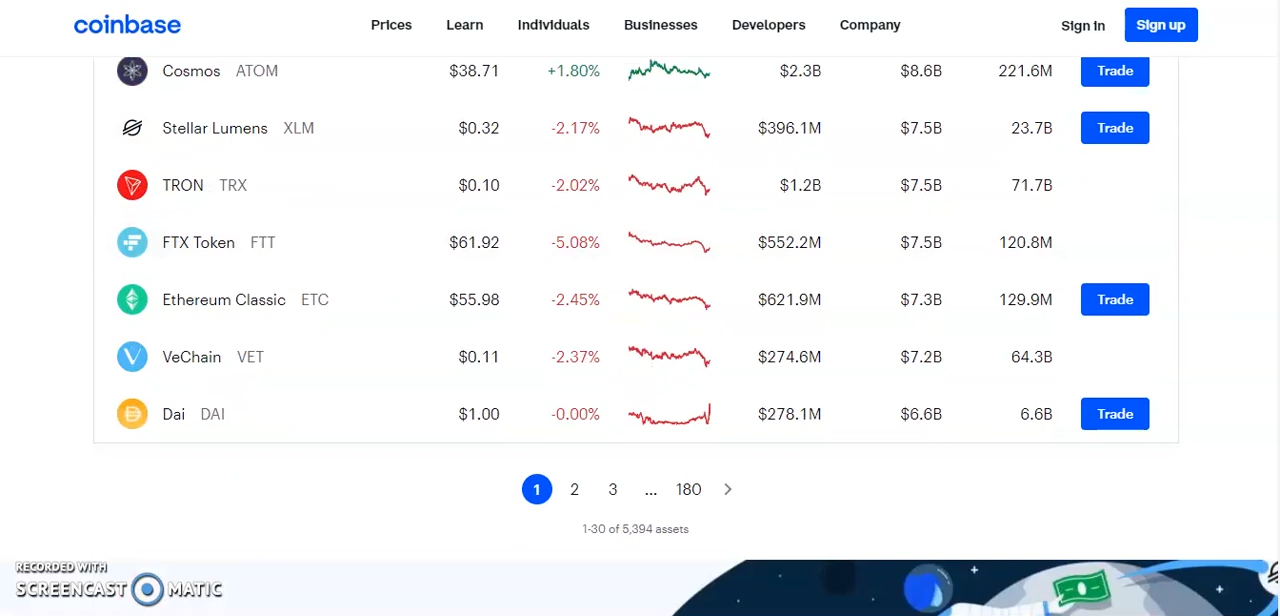 coinbase Prices Learn Individuals Businesses Developers Company Sign in Sign up
Cosmos ATOM $38.71 +1.80% $2.3B $8.6B 221.6M Trade
Stellar Lumens XLM $0.32 -2.17% $396.1M $7.5B 23.7B Trade
TRON TRX $0.10 -2.02% $1.2B $7.5B 71.7B
FTX Token FTT $61.92 -5.08% $552.2M $7.5B 120.8M
Ethereum Classic ETC $55.98 -2.45% $621.9M $7.3B 129.9M Trade
VeChain VET $0.11 -2.37% $274.6M $7.2B 64.3B
Dai DAI $1.00 -0.00% $278.1M $6.6B 6.6B Trade
1 2 3 ... 180
1-30 of 5,394 assets
RECORDED WITH
SCREENCAST MATIC